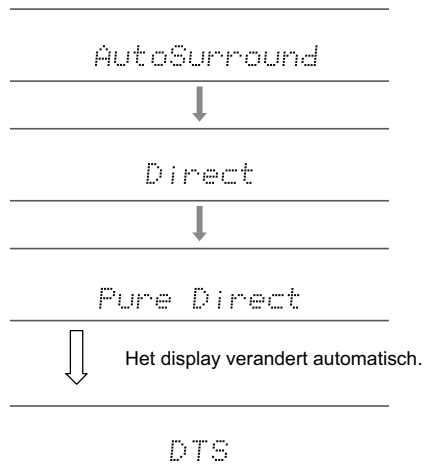 AutoSurround
Direct
Pure Direct
Het display verandert automatisch.
DTS